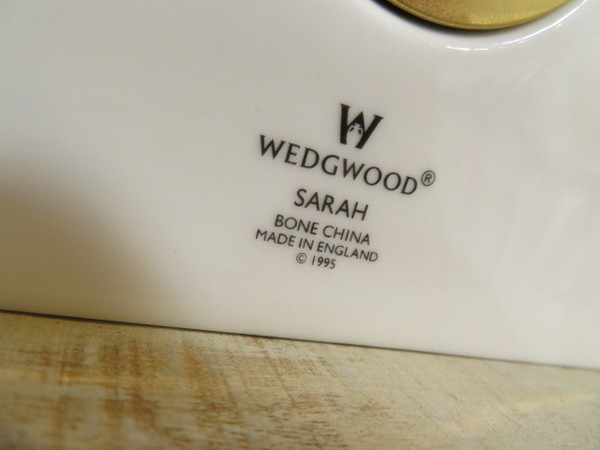 W
WEDGWOOD®
SARAH
BONE CHINA
MADE IN ENGLAND
© 1995